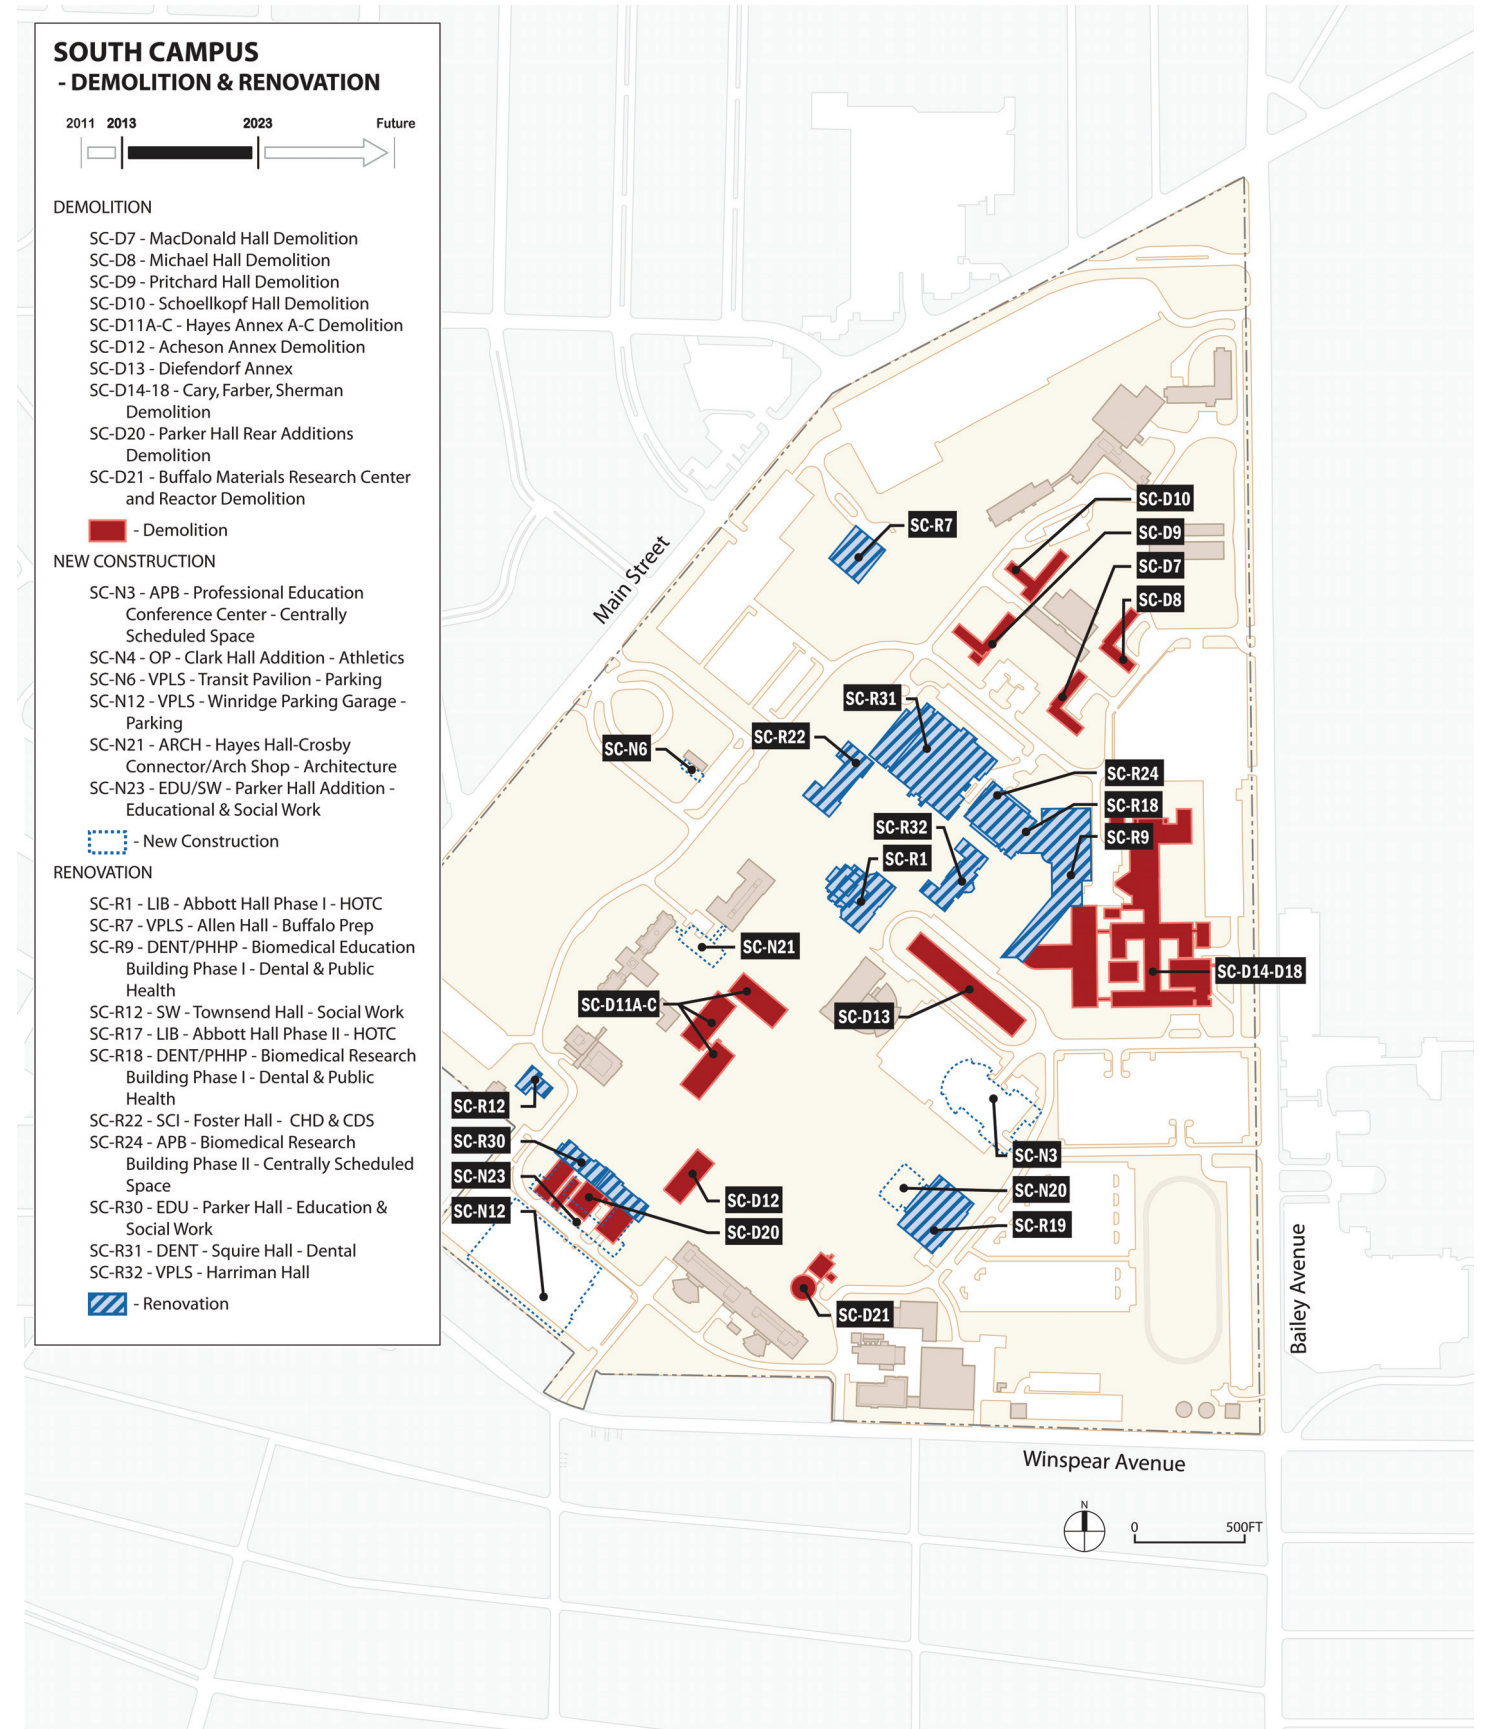 SOUTH CAMPUS
- DEMOLITION & RENOVATION
2011 2013 2023 Future
DEMOLITION
SC-D7 - MacDonald Hall Demolition
SC-D8 - Michael Hall Demolition
SC-D9 - Pritchard Hall Demolition
SC-D10 - Schoellkopf Hall Demolition
SC-D11A-C - Hayes Annex A-C Demolition
SC-D12 - Acheson Annex Demolition
SC-D13 - Diefendorf Annex
SC-D14-18 - Cary, Farber, Sherman
Demolition
SC-D20 - Parker Hall Rear Additions
Demolition
SC-D21 - Buffalo Materials Research Center
and Reactor Demolition
- Demolition
NEW CONSTRUCTION
SC-N3 - APB - Professional Education
Conference Center - Centrally
Scheduled Space
SC-N4 - OP - Clark Hall Addition - Athletics
SC-N6 - VPLS - Transit Pavilion - Parking
SC-N12 - VPLS - Winridge Parking Garage -
Parking
SC-N21 - ARCH - Hayes Hall-Crosby
Connector/Arch Shop - Architecture
SC-N23 - EDU/SW - Parker Hall Addition -
Educational & Social Work
- New Construction
RENOVATION
SC-R1 - LIB - Abbott Hall Phase I - HOTC
SC-R7 - VPLS - Allen Hall - Buffalo Prep
SC-R9 - DENT/PHHP - Biomedical Education
Building Phase I - Dental & Public
Health
SC-R12 - SW - Townsend Hall - Social Work
SC-R17 - LIB - Abbott Hall Phase II - HOTC
SC-R18 - DENT/PHHP - Biomedical Research
Building Phase I - Dental & Public
Health
SC-R22 - SCI - Foster Hall - CHD & CDS
SC-R24 - APB - Biomedical Research
Building Phase II - Centrally Scheduled
Space
SC-R30 - EDU - Parker Hall - Education &
Social Work
SC-R31 - DENT - Squire Hall - Dental
SC-R32 - VPLS - Harriman Hall
- Renovation
Main Street
SC-D10
SC-R7
SC-D9
SC-D7
SC-D8
SC-R31
SC-R22
SC-N6
SC-R24
SC-R18
SC-R32
SC-R9
SC-R1
SC-N21
SC-D14-D18
SC-D11A-C
SC-D13
SC-R12
SC-R30
SC-N3
SC-N23
SC-N20
SC-D12
SC-N12
SC-R19
SC-D20
SC-D21
Bailey Avenue
Winspear Avenue
N
0 500FT